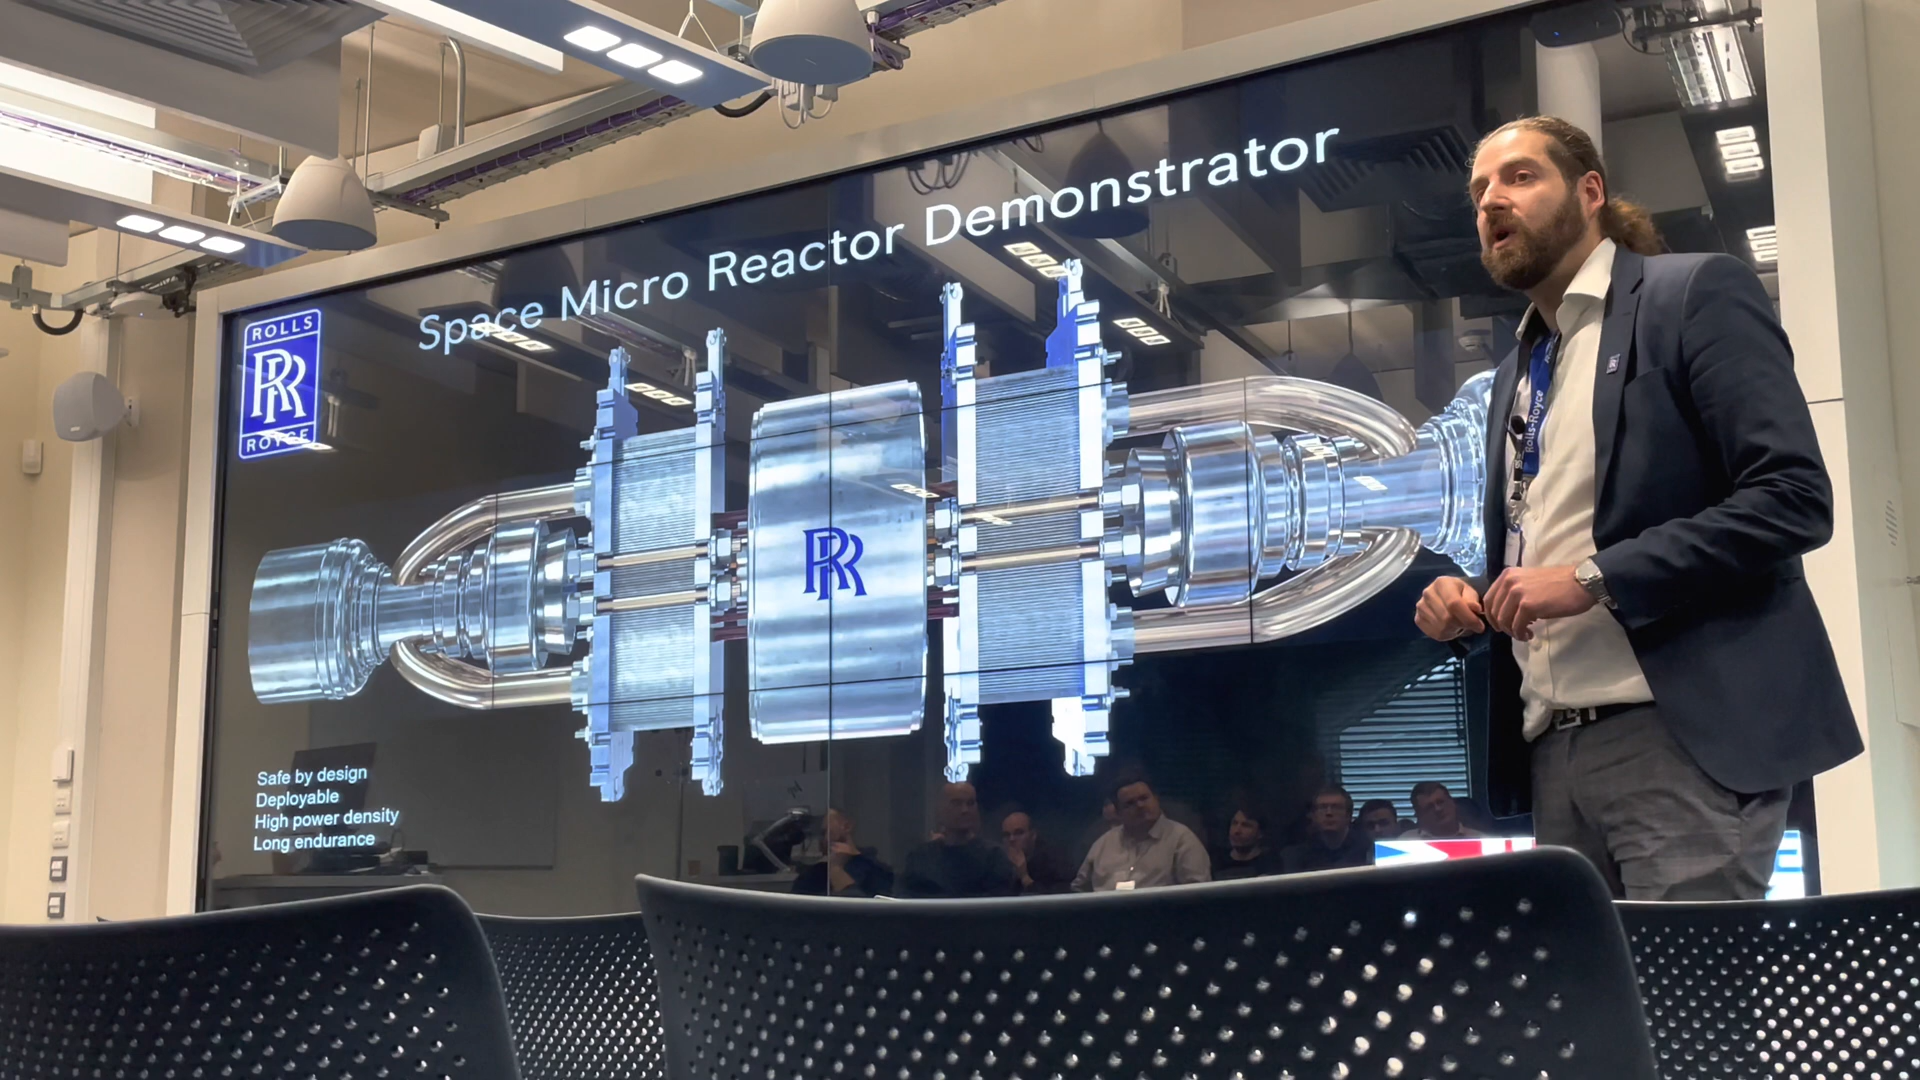 Space Micro Reactor Demonstrator
ROLLS
RR
ROYCE
RR
Rolls-Royce
Safe by design
Deployable
High power density
Long endurance